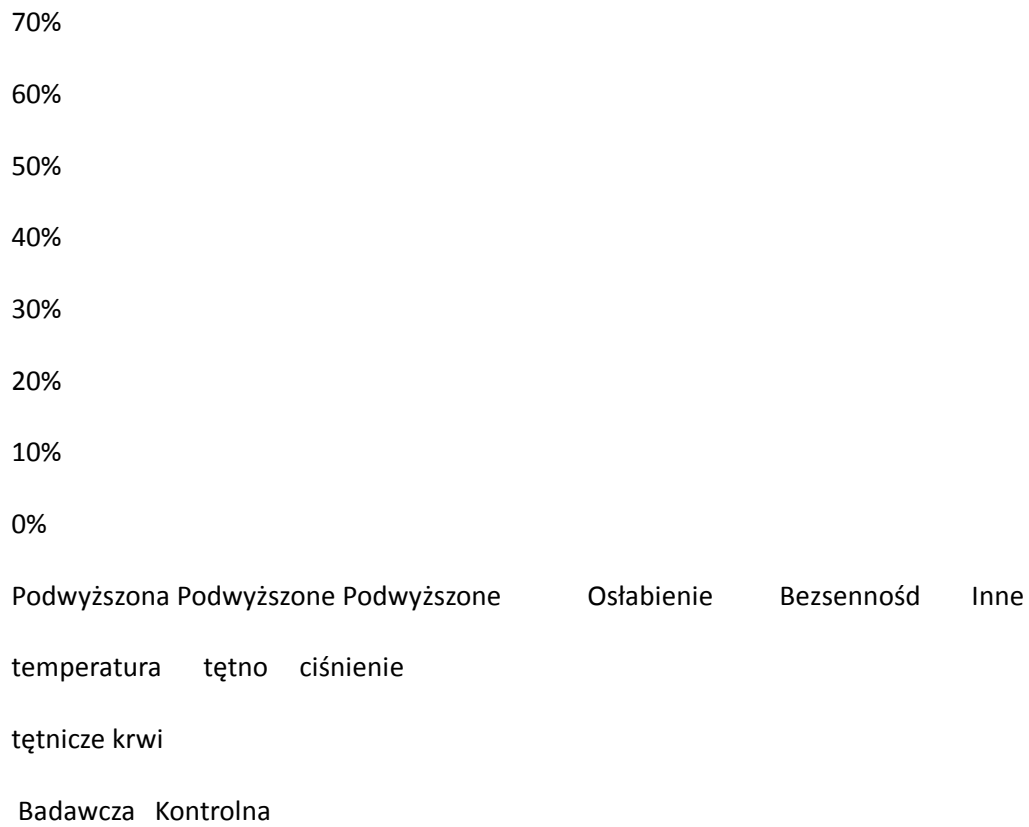 70%
60%
50%
40%
30%
20%
10%
0%
Podwyższona Podwyższone Podwyższone Osłabienie Bezsennośd Inne
temperatura tętno ciśnienie
tętnicze krwi
Badawcza Kontrolna